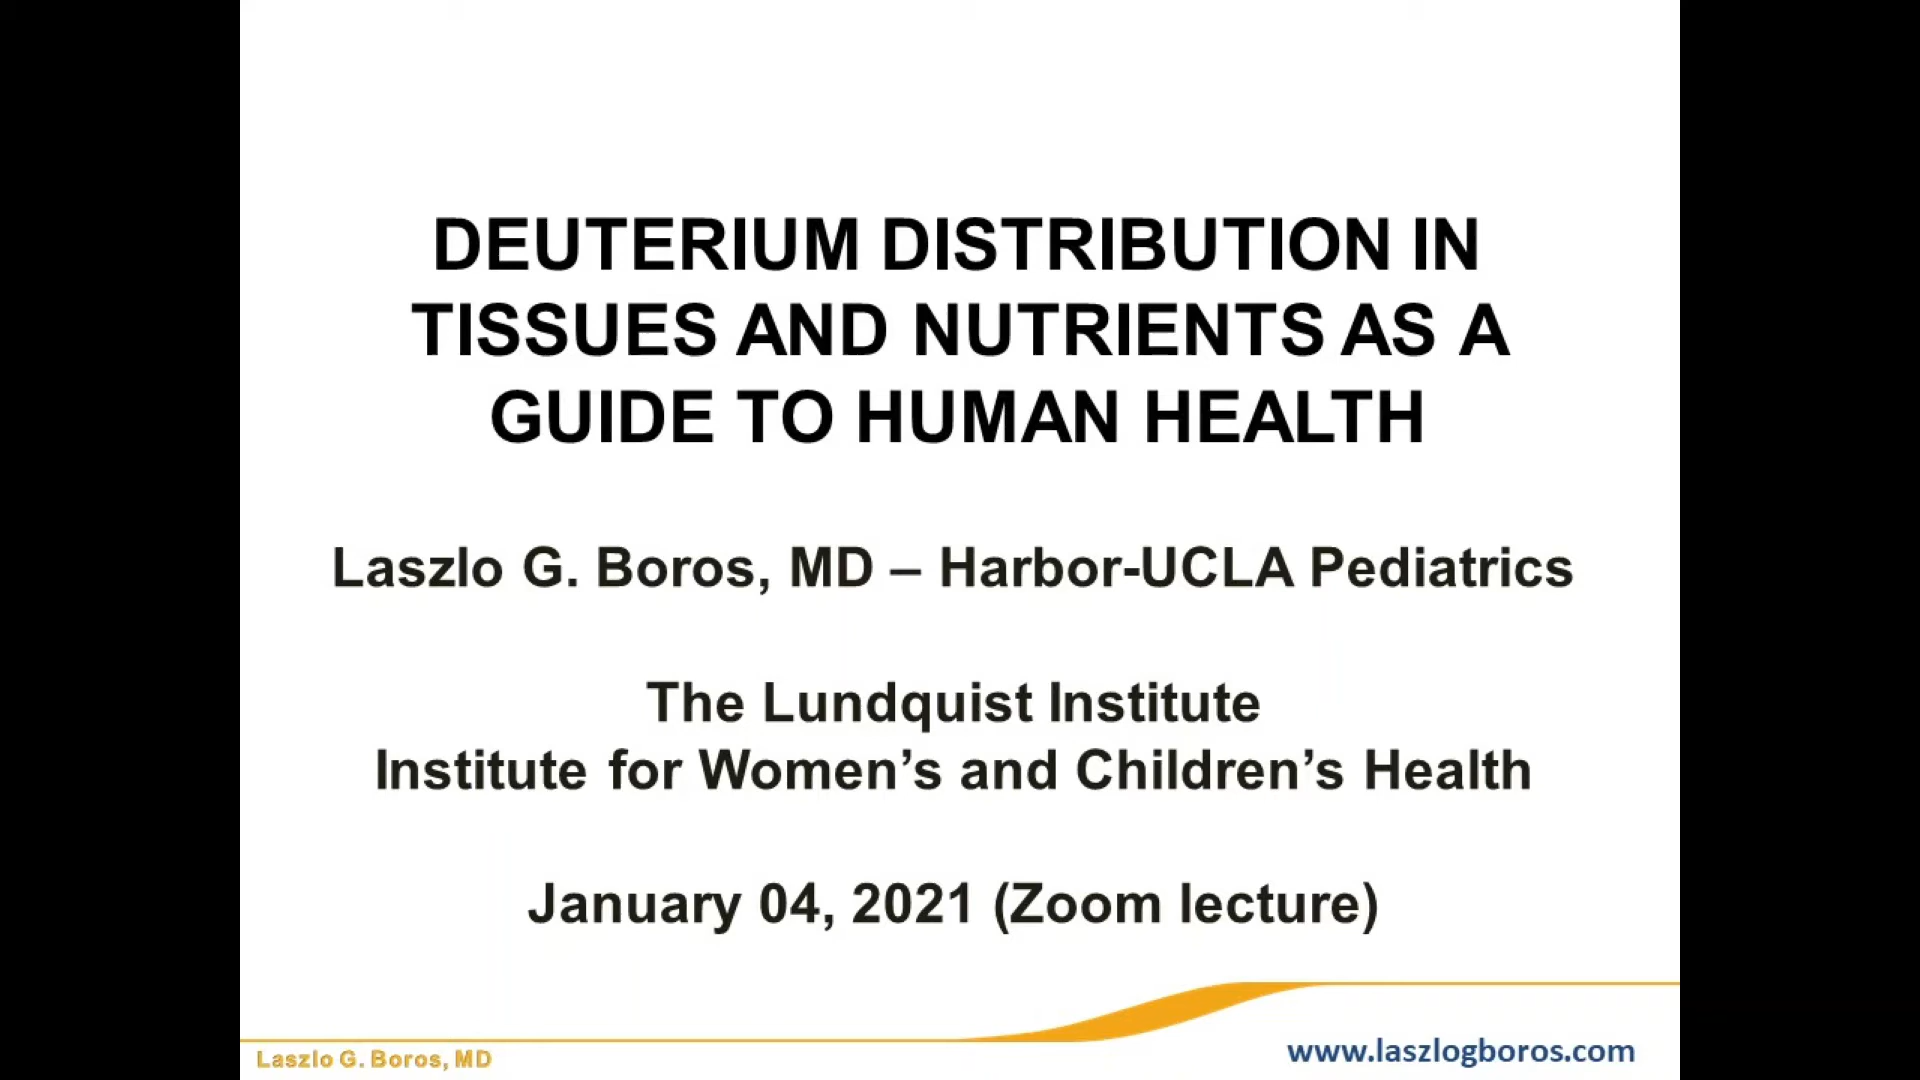 DEUTERIUM DISTRIBUTION IN
TISSUES AND NUTRIENTS AS A
GUIDE TO HUMAN HEALTH
Laszlo G. Boros, MD – Harbor-UCLA Pediatrics
The Lundquist Institute
Institute for Women’s and Children’s Health
January 04, 2021 (Zoom lecture)
Laszlo G. Boros, MD
www.laszlogboros.com